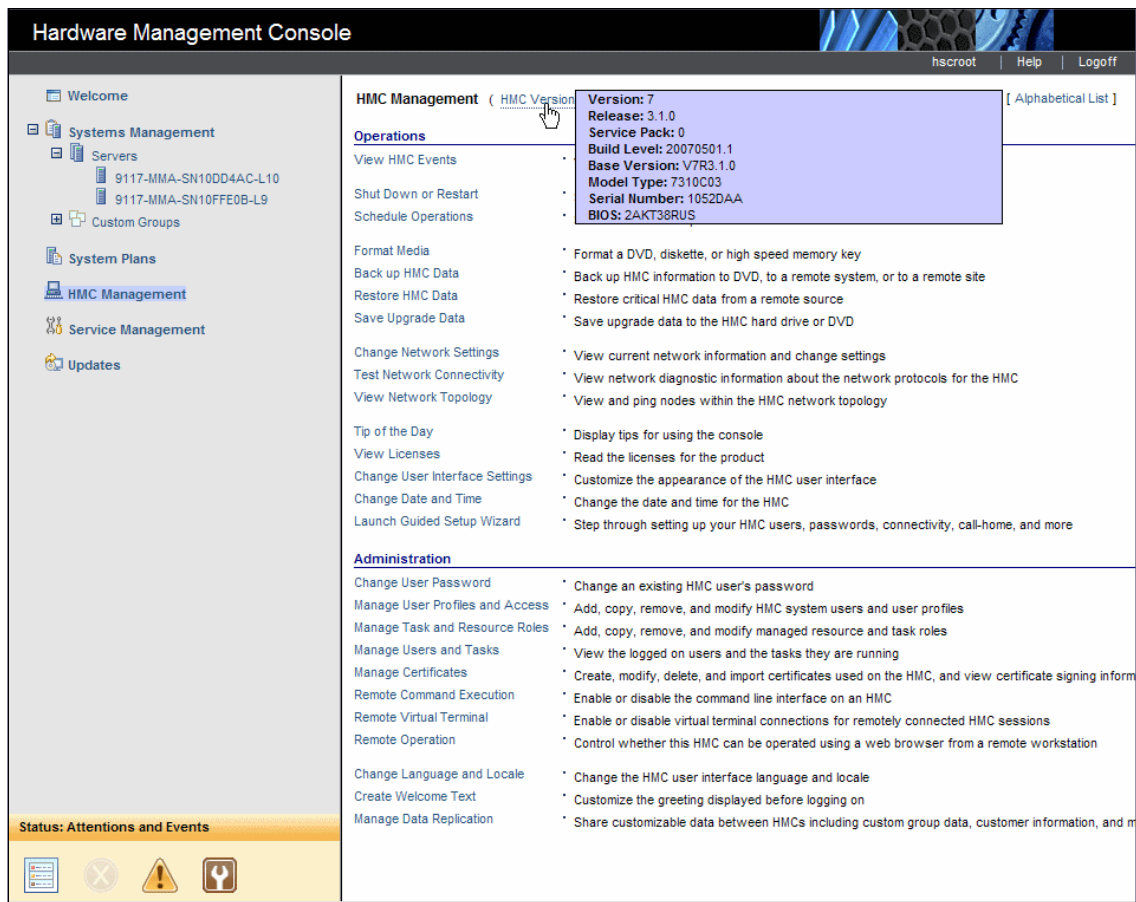 Hardware Management Console
hscroot | Help | Logoff
Welcome
Systems Management
Servers
9117-MMA-SN10DD4AC-L10
9117-MMA-SN10FFE0B-L9
Custom Groups
System Plans
HMC Management
Service Management
Updates
Status: Attentions and Events
HMC Management ( HMC Version
[ Alphabetical List ]
Version: 7
Release: 3.1.0
Service Pack: 0
Build Level: 20070501.1
Base Version: V7R3.1.0
Model Type: 7310C03
Serial Number: 1052DAA
BIOS: 2AKT38RUS
Operations
View HMC Events
Shut Down or Restart
Schedule Operations
Format Media · Format a DVD, diskette, or high speed memory key
Back up HMC Data · Back up HMC information to DVD, to a remote system, or to a remote site
Restore HMC Data · Restore critical HMC data from a remote source
Save Upgrade Data · Save upgrade data to the HMC hard drive or DVD
Change Network Settings · View current network information and change settings
Test Network Connectivity · View network diagnostic information about the network protocols for the HMC
View Network Topology · View and ping nodes within the HMC network topology
Tip of the Day · Display tips for using the console
View Licenses · Read the licenses for the product
Change User Interface Settings · Customize the appearance of the HMC user interface
Change Date and Time · Change the date and time for the HMC
Launch Guided Setup Wizard · Step through setting up your HMC users, passwords, connectivity, call-home, and more
Administration
Change User Password · Change an existing HMC user's password
Manage User Profiles and Access · Add, copy, remove, and modify HMC system users and user profiles
Manage Task and Resource Roles · Add, copy, remove, and modify managed resource and task roles
Manage Users and Tasks · View the logged on users and the tasks they are running
Manage Certificates · Create, modify, delete, and import certificates used on the HMC, and view certificate signing inform
Remote Command Execution · Enable or disable the command line interface on an HMC
Remote Virtual Terminal · Enable or disable virtual terminal connections for remotely connected HMC sessions
Remote Operation · Control whether this HMC can be operated using a web browser from a remote workstation
Change Language and Locale · Change the HMC user interface language and locale
Create Welcome Text · Customize the greeting displayed before logging on
Manage Data Replication · Share customizable data between HMCs including custom group data, customer information, and m